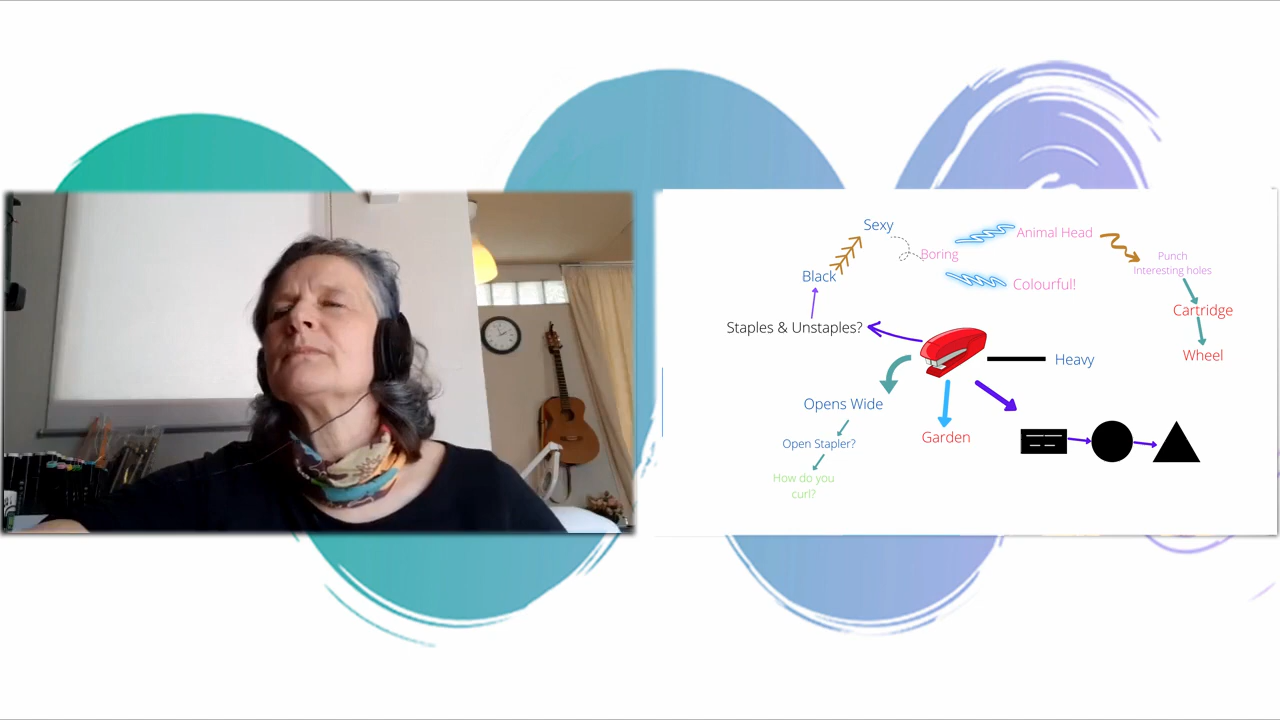 Sexy
Animal Head
Boring
Punch
Interesting holes
Black
Colourful!
Cartridge
Staples & Unstaples?
Wheel
Heavy
Opens Wide
Garden
Open Stapler?
How do you
curl?